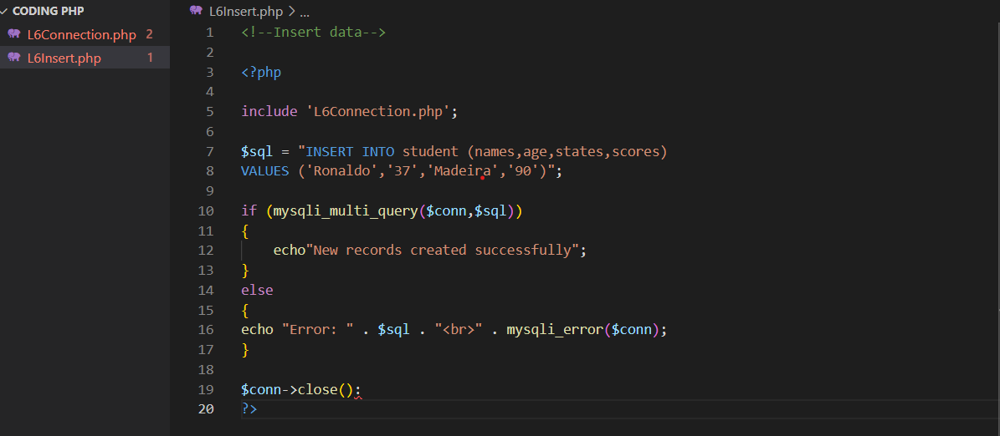 CODING PHP
L6Connection.php 2
L6Insert.php 1
L6Insert.php > ...
1 <!--Insert data-->
2
3 <?php
4
5 include 'L6Connection.php';
6
7 $sql = "INSERT INTO student (names,age,states,scores)
8 VALUES ('Ronaldo','37','Madeira','90')";
9
10 if (mysqli_multi_query($conn,$sql))
11 {
12 echo"New records created successfully";
13 }
14 else
15 {
16 echo "Error: " . $sql . "<br>" . mysqli_error($conn);
17 }
18
19 $conn->close():
20 ?>